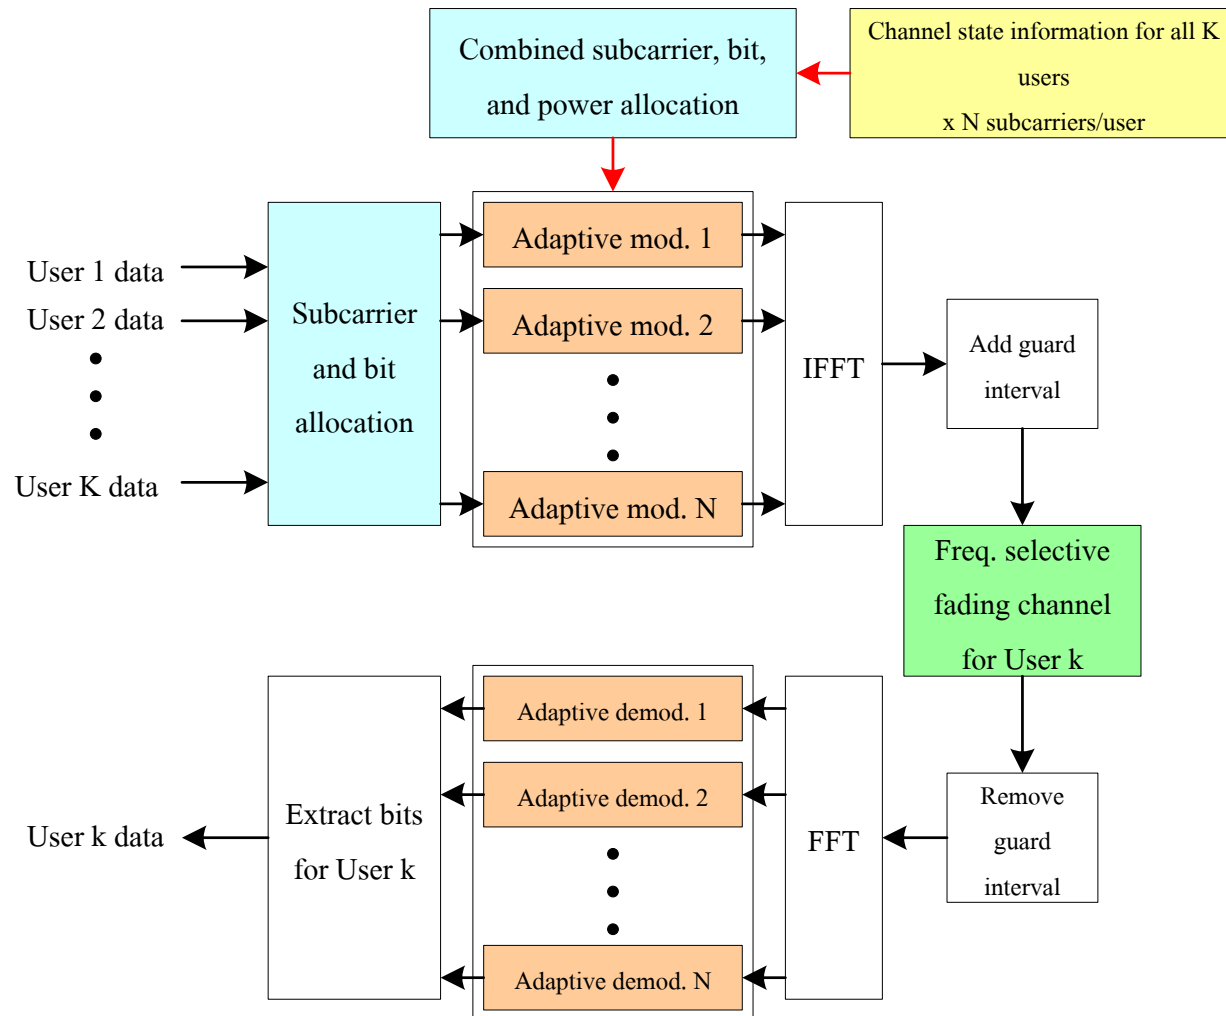 Combined subcarrier, bit,
and power allocation
Channel state information for all K
users
x N subcarriers/user
User 1 data
User 2 data
User K data
Subcarrier
and bit
allocation
Adaptive mod. 1
Adaptive mod. 2
Adaptive mod. N
IFFT
Add guard
interval
Freq. selective
fading channel
for User k
Remove
guard
interval
FFT
Adaptive demod. 1
Adaptive demod. 2
Adaptive demod. N
Extract bits
for User k
User k data